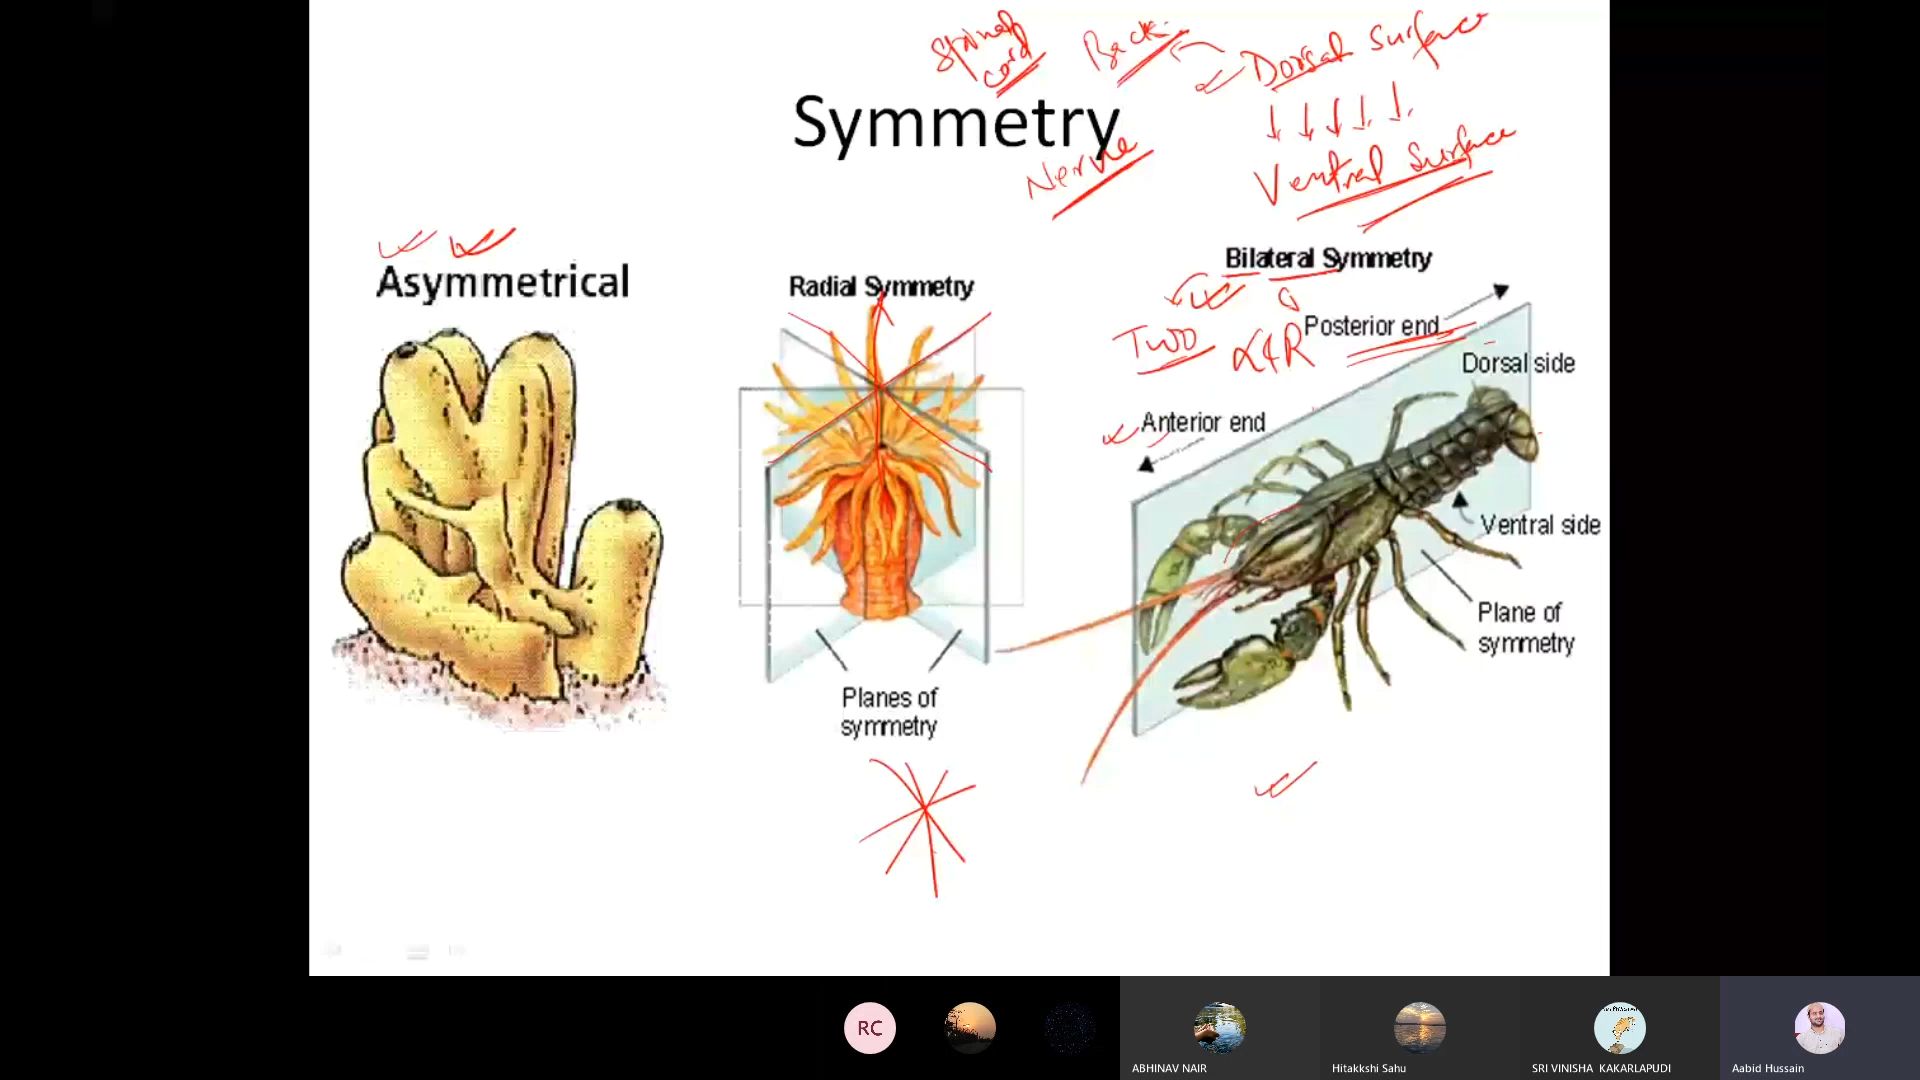 Spinal
cord
Back
Dorsal Surface
Symmetry
Nerve
Ventral Surface
Asymmetrical
Radial Symmetry
Bilateral Symmetry
Two
L&R
Posterior end
Dorsal side
Anterior end
Ventral side
Plane of
symmetry
Planes of
symmetry
RC
ABHINAV NAIR
Hitakkshi Sahu
SRI VINISHA KAKARLAPUDI
Aabid Hussain